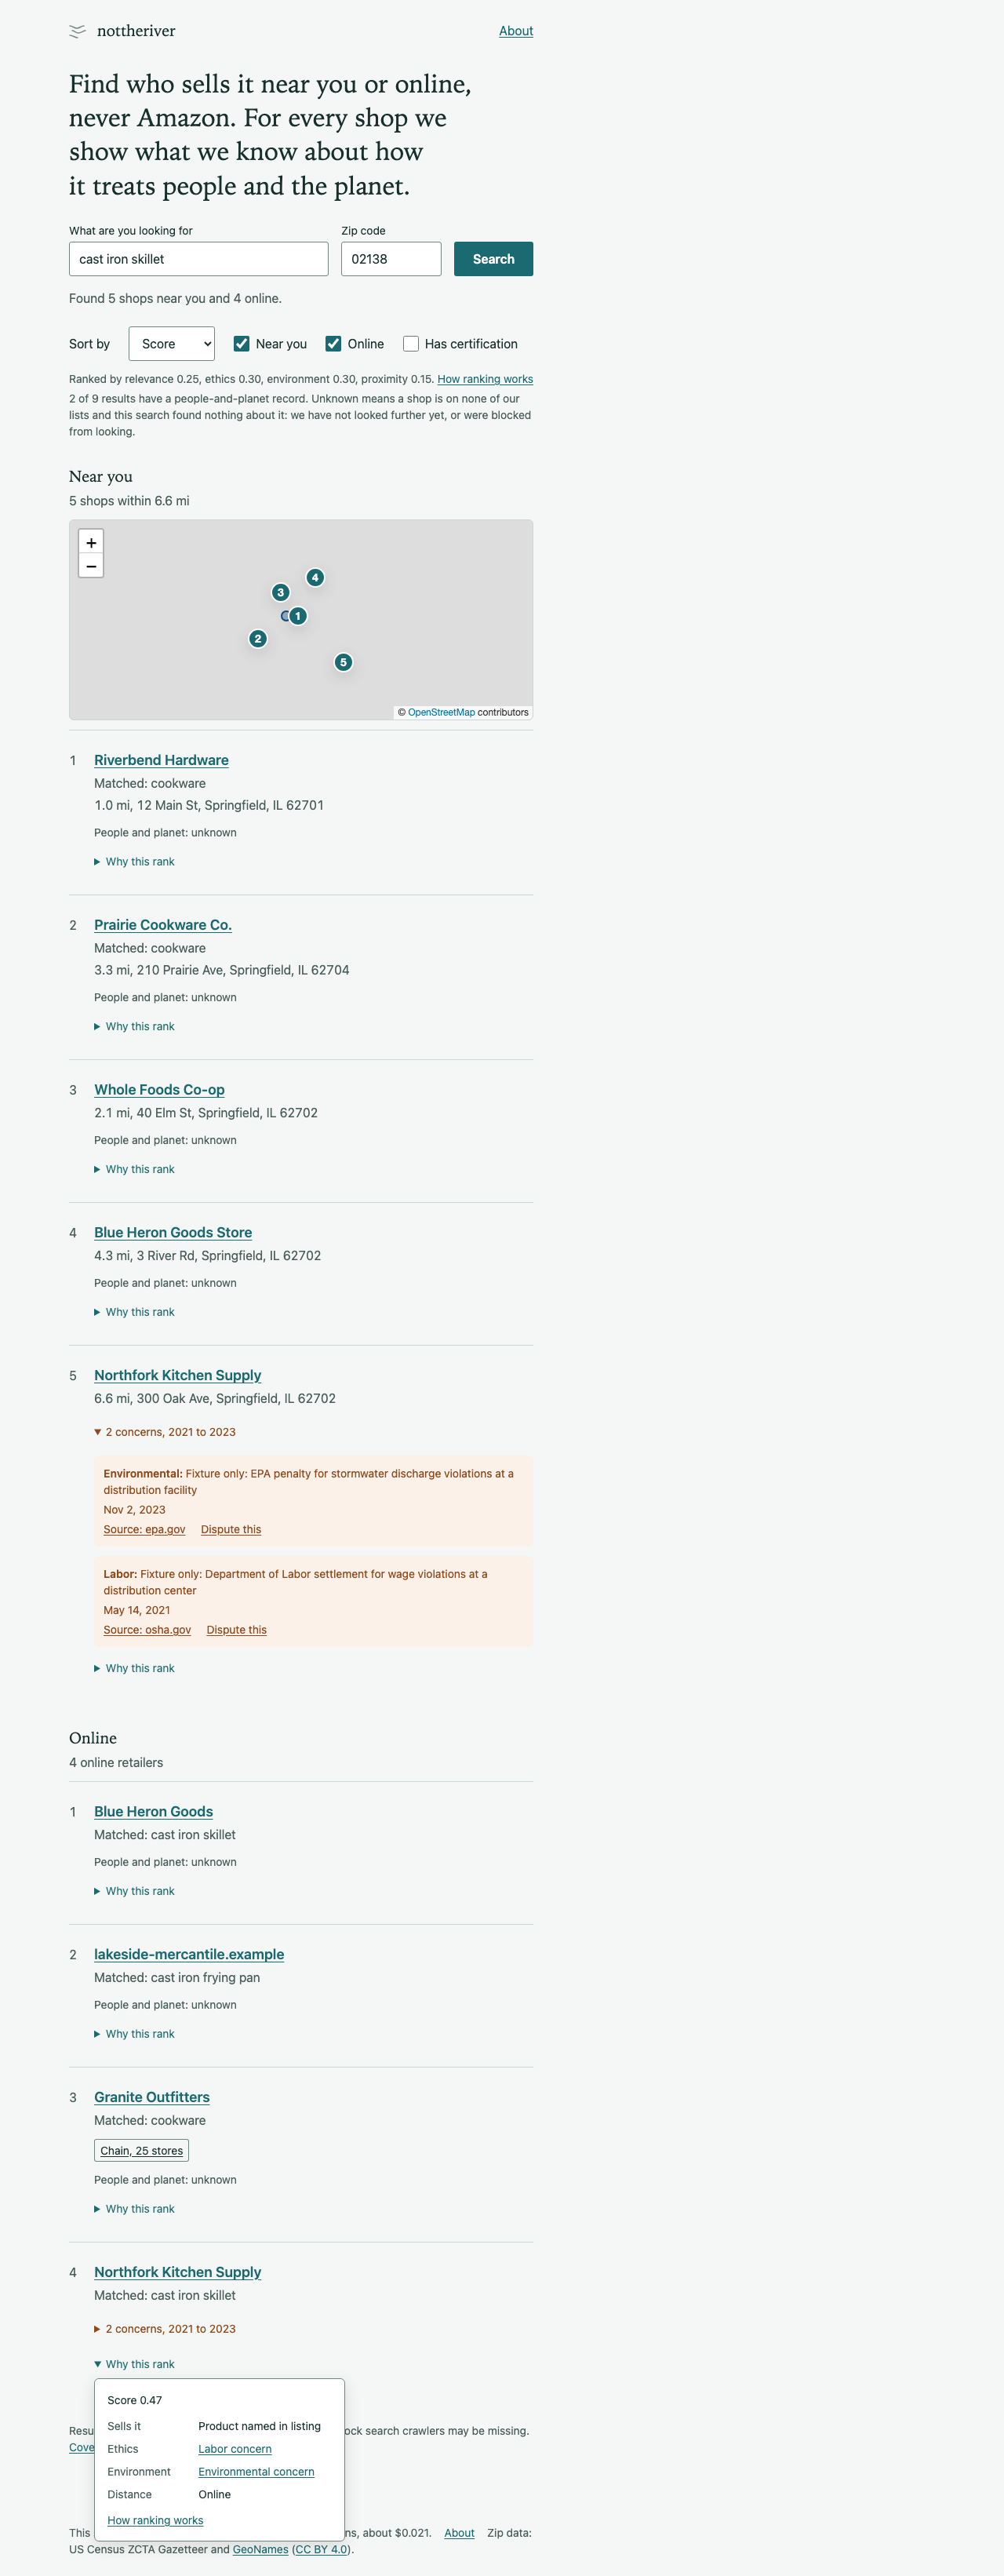 nottheriver
About
Find who sells it near you or online,
never Amazon. For every shop we
show what we know about how
it treats people and the planet.
What are you looking for
Zip code
cast iron skillet
02138
Search
Found 5 shops near you and 4 online.
Sort by
Score
Near you
Online
Has certification
Ranked by relevance 0.25, ethics 0.30, environment 0.30, proximity 0.15. How ranking works
2 of 9 results have a people-and-planet record. Unknown means a shop is on none of our
lists and this search found nothing about it: we have not looked further yet, or were blocked
from looking.
Near you
5 shops within 6.6 mi
+
−
4
3
1
2
5
© OpenStreetMap contributors
1 Riverbend Hardware
Matched: cookware
1.0 mi, 12 Main St, Springfield, IL 62701
People and planet: unknown
Why this rank
2 Prairie Cookware Co.
Matched: cookware
3.3 mi, 210 Prairie Ave, Springfield, IL 62704
People and planet: unknown
Why this rank
3 Whole Foods Co-op
2.1 mi, 40 Elm St, Springfield, IL 62702
People and planet: unknown
Why this rank
4 Blue Heron Goods Store
4.3 mi, 3 River Rd, Springfield, IL 62702
People and planet: unknown
Why this rank
5 Northfork Kitchen Supply
6.6 mi, 300 Oak Ave, Springfield, IL 62702
2 concerns, 2021 to 2023
Environmental: Fixture only: EPA penalty for stormwater discharge violations at a
distribution facility
Nov 2, 2023
Source: epa.gov Dispute this
Labor: Fixture only: Department of Labor settlement for wage violations at a
distribution center
May 14, 2021
Source: osha.gov Dispute this
Why this rank
Online
4 online retailers
1 Blue Heron Goods
Matched: cast iron skillet
People and planet: unknown
Why this rank
2 lakeside-mercantile.example
Matched: cast iron frying pan
People and planet: unknown
Why this rank
3 Granite Outfitters
Matched: cookware
Chain, 25 stores
People and planet: unknown
Why this rank
4 Northfork Kitchen Supply
Matched: cast iron skillet
2 concerns, 2021 to 2023
Why this rank
Score 0.47
Sells it Product named in listing
Ethics Labor concern
Environment Environmental concern
Distance Online
How ranking works
search crawlers may be missing.
This
about $0.021. About Zip data:
US Census ZCTA Gazetteer and GeoNames (CC BY 4.0).